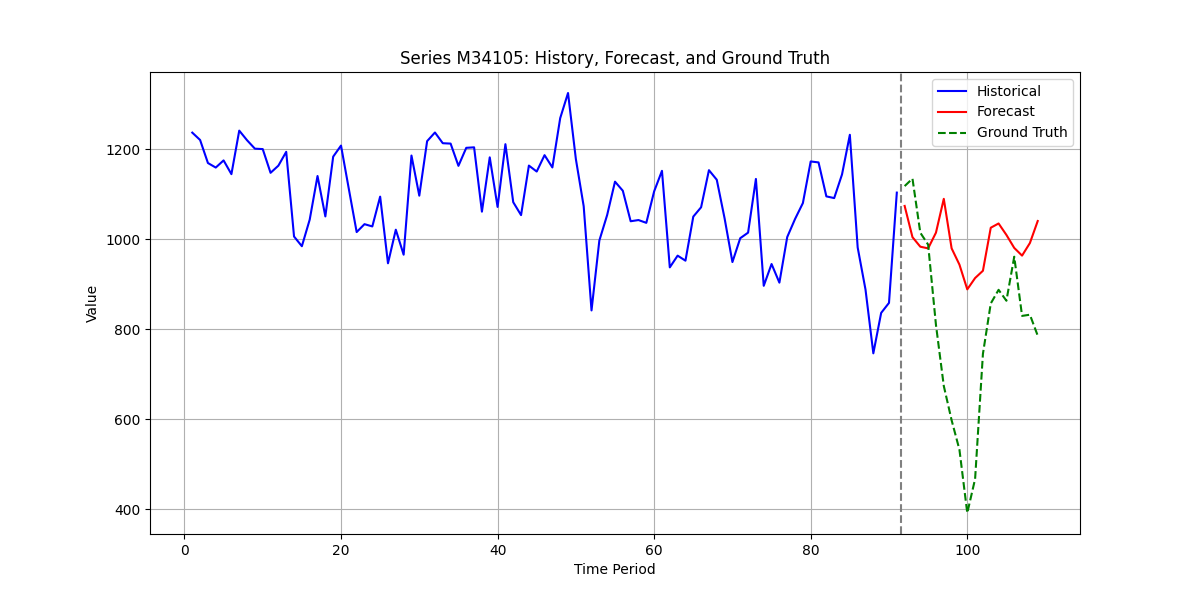 Series M34105: History, Forecast, and Ground Truth
Historical
Forecast
Ground Truth
Value
1200
1000
800
600
400
0 20 40 60 80 100
Time Period